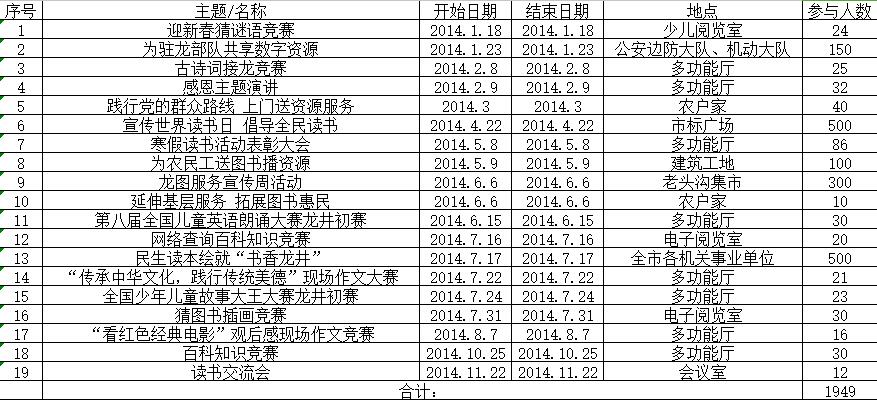 序号 主题/名称 开始日期 结束日期 地点 参与人数
1 迎新春猜谜语竞赛 2014.1.18 2014.1.18 少儿阅览室 24
2 为驻龙部队共享数字资源 2014.1.23 2014.1.23 公安边防大队、机动大队 150
3 古诗词接龙竞赛 2014.2.8 2014.2.8 多功能厅 25
4 感恩主题演讲 2014.2.9 2014.2.9 多功能厅 32
5 践行党的群众路线 上门送资源服务 2014.3 2014.3 农户家 40
6 宣传世界读书日 倡导全民读书 2014.4.22 2014.4.22 市标广场 500
7 寒假读书活动表彰大会 2014.5.8 2014.5.8 多功能厅 86
8 为农民工送图书播资源 2014.5.9 2014.5.9 建筑工地 100
9 龙图服务宣传周活动 2014.6.6 2014.6.6 老头沟集市 300
10 延伸基层服务 拓展图书惠民 2014.6.6 2014.6.6 农户家 10
11 第八届全国儿童英语朗诵大赛龙井初赛 2014.6.15 2014.6.15 多功能厅 30
12 网络查询百科知识竞赛 2014.7.16 2014.7.16 电子阅览室 20
13 民生读本绘就“书香龙井” 2014.7.17 2014.7.17 全市各机关事业单位 500
14 “传承中华文化，践行传统美德”现场作文大赛 2014.7.22 2014.7.22 多功能厅 21
15 全国少年儿童故事大王大赛龙井初赛 2014.7.24 2014.7.24 多功能厅 23
16 猜图书插画竞赛 2014.7.31 2014.7.31 电子阅览室 30
17 “看红色经典电影”观后感现场作文竞赛 2014.8.7 2014.8.7 多功能厅 16
18 百科知识竞赛 2014.10.25 2014.10.25 多功能厅 30
19 读书交流会 2014.11.22 2014.11.22 会议室 12
合计： 1949